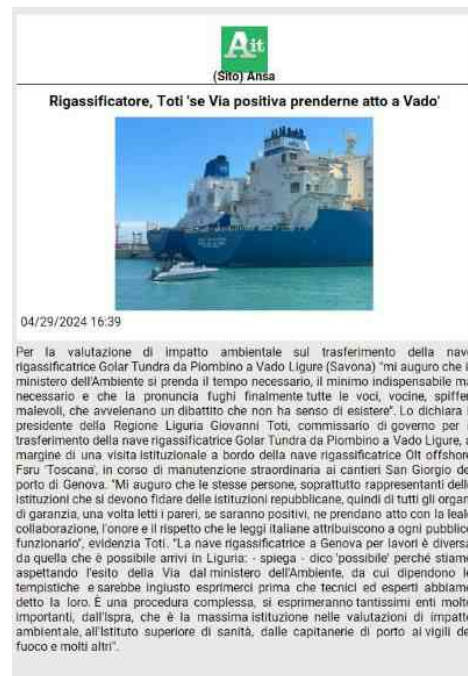 Ait
(Sito) Ansa
Rigassificatore, Toti 'se Via positiva prenderne atto a Vado'
04/29/2024 16:39
Per la valutazione di impatto ambientale sul trasferimento della nave
rigassificatrice Golar Tundra da Piombino a Vado Ligure (Savona) "mi auguro che i
ministero dell'Ambiente si prenda il tempo necessario, il minimo indispensabile ma
necessario e che la pronuncia fughi finalmente tutte le voci, vocine, spifferi
malevoli, che avvelenano un dibattito che non ha senso di esistere". Lo dichiara i
presidente della Regione Liguria Giovanni Toti, commissario di governo per i
trasferimento della nave rigassificatrice Golar Tundra da Piombino a Vado Ligure, a
margine di una visita istituzionale a bordo della nave rigassificatrice Olt offshore
Fsru 'Toscana', in corso di manutenzione straordinaria ai cantieri San Giorgio de
porto di Genova. "Mi auguro che le stesse persone, soprattutto rappresentanti delle
istituzioni che si devono fidare delle istituzioni repubblicane, quindi di tutti gli organ
di garanzia, una volta letti i pareri, se saranno positivi, ne prendano atto con la leale
collaborazione, l'onore e il rispetto che le leggi italiane attribuiscono a ogni pubblico
funzionario", evidenzia Toti. "La nave rigassificatrice a Genova per lavori è diversa
da quella che è possibile arrivi in Liguria: - spiega - dico 'possibile' perché stiamo
aspettando l'esito della Via dal ministero dell'Ambiente, da cui dipendono le
tempistiche e sarebbe ingiusto esprimerci prima che tecnici ed esperti abbiamo
detto la loro. È una procedura complessa, si esprimeranno tantissimi enti molto
importanti, dall'Ispra, che è la massima istituzione nelle valutazioni di impatto
ambientale, all'Istituto superiore di sanità, dalle capitanerie di porto ai vigili de
fuoco e molti altri".